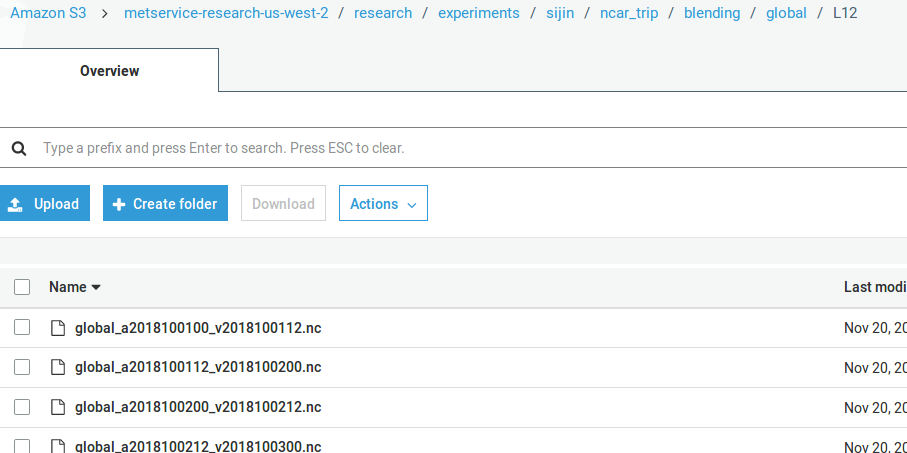 Amazon S3 > metservice-research-us-west-2 / research / experiments / sijin / ncar_trip / blending / global / L12
Overview
Type a prefix and press Enter to search. Press ESC to clear.
Upload Create folder Download Actions
Name Last modi
global_a2018100100_v2018100112.nc Nov 20, 20
global_a2018100112_v2018100200.nc Nov 20, 20
global_a2018100200_v2018100212.nc Nov 20, 20
global_a2018100212_v2018100300.nc Nov 20, 20